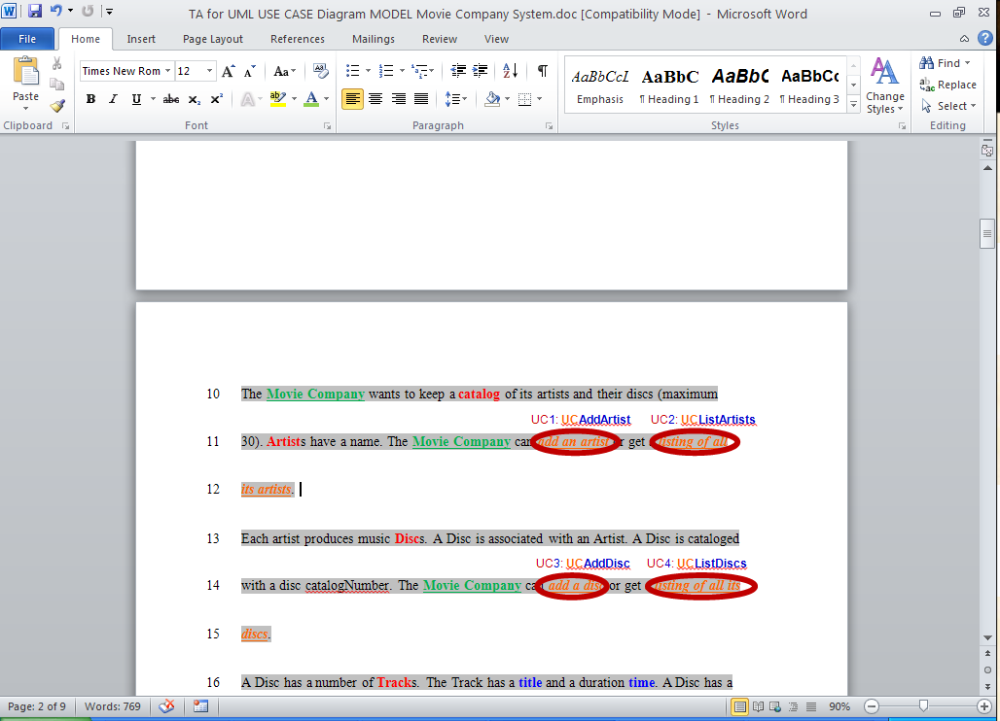 TA for UML USE CASE Diagram MODEL Movie Company System.doc [Compatibility Mode] - Microsoft Word
File Home Insert Page Layout References Mailings Review View
Paste
Clipboard
Times New Rom 12
Font
Paragraph
AaBbCcI AaBbC AaBbC AaBbCc
Emphasis ¶ Heading 1 ¶ Heading 2 ¶ Heading 3
Styles
Change Styles
Find
Replace
Select
Editing
10 The Movie Company wants to keep a catalog of its artists and their discs (maximum
UC1: UCAddArtist UC2: UCListArtists
11 30). Artists have a name. The Movie Company can add an artist or get listing of all
12 its artists.
13 Each artist produces music Discs. A Disc is associated with an Artist. A Disc is cataloged
UC3: UCAddDisc UC4: UCListDiscs
14 with a disc catalogNumber. The Movie Company can add a disc or get listing of all its
15 discs.
16 A Disc has a number of Tracks. The Track has a title and a duration time. A Disc has a
Page: 2 of 9 Words: 769 90%